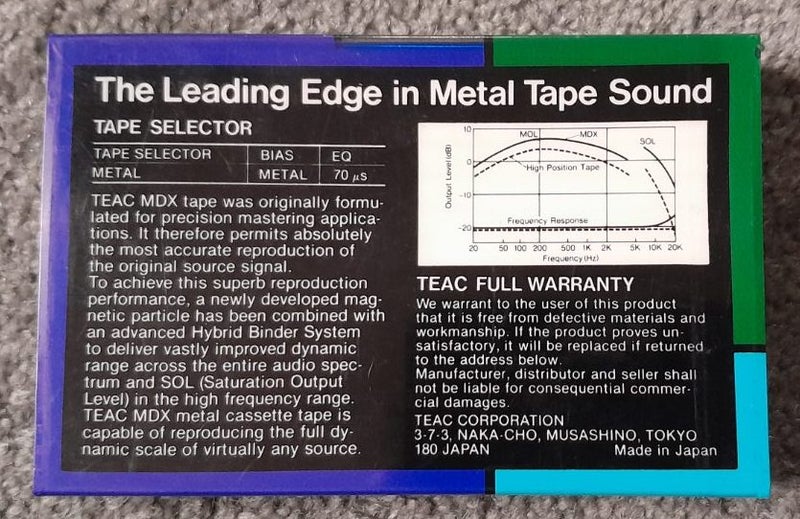 The Leading Edge in Metal Tape Sound
TAPE SELECTOR
TAPE SELECTOR BIAS EQ
METAL METAL 70 µs
TEAC MDX tape was originally formu-
lated for precision mastering applica-
tions. It therefore permits absolutely
the most accurate reproduction of
the original source signal.
To achieve this superb reproduction
performance, a newly developed mag-
netic particle has been combined with
an advanced Hybrid Binder System
to deliver vastly improved dynamic
range across the entire audio spec-
trum and SOL (Saturation Output
Level) in the high frequency range.
TEAC MDX metal cassette tape is
capable of reproducing the full dy-
namic scale of virtually any source.
Output Level (dB)
10
0
-10
-20
MOL MDX SOL
High Position Tape
Frequency Response
20 50 100 200 500 1K 2K 5K 10K 20K
Frequency (Hz)
TEAC FULL WARRANTY
We warrant to the user of this product
that it is free from defective materials and
workmanship. If the product proves un-
satisfactory, it will be replaced if returned
to the address below.
Manufacturer, distributor and seller shall
not be liable for consequential commer-
cial damages.
TEAC CORPORATION
3-7-3, NAKA-CHO, MUSASHINO, TOKYO
180 JAPAN Made in Japan